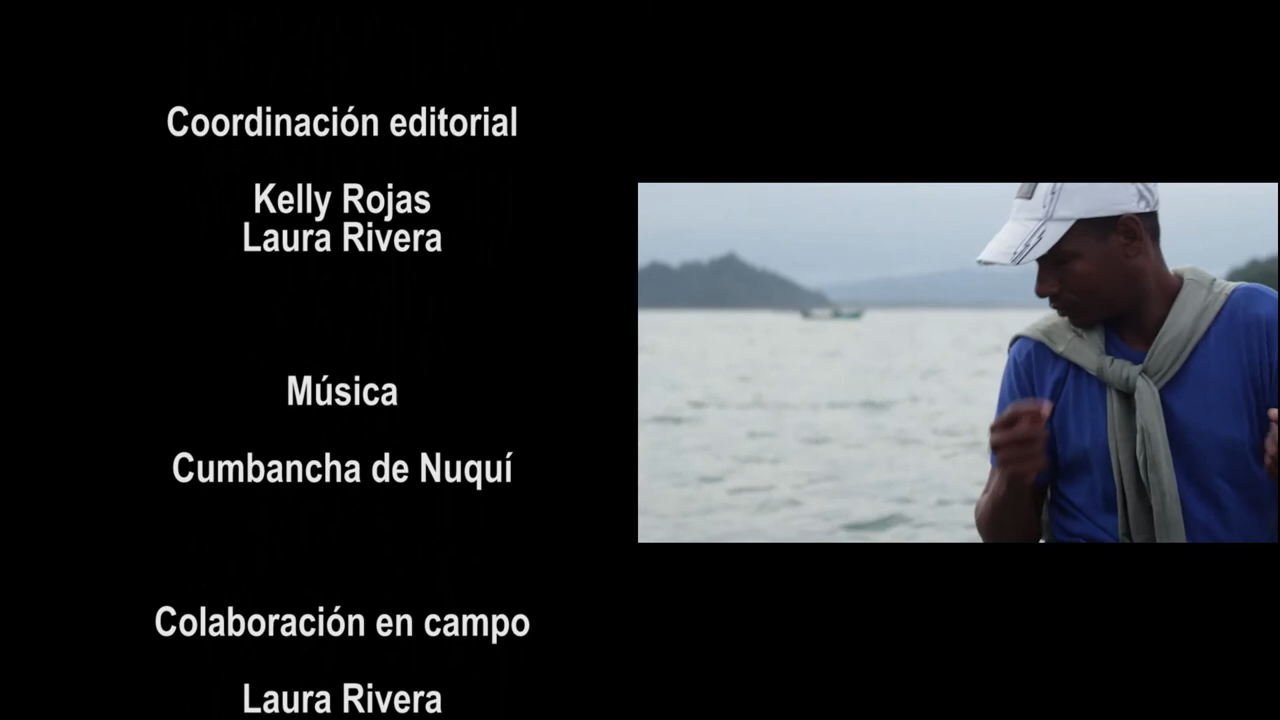 Coordinación editorial
Kelly Rojas
Laura Rivera
Música
Cumbancha de Nuquí
Colaboración en campo
Laura Rivera